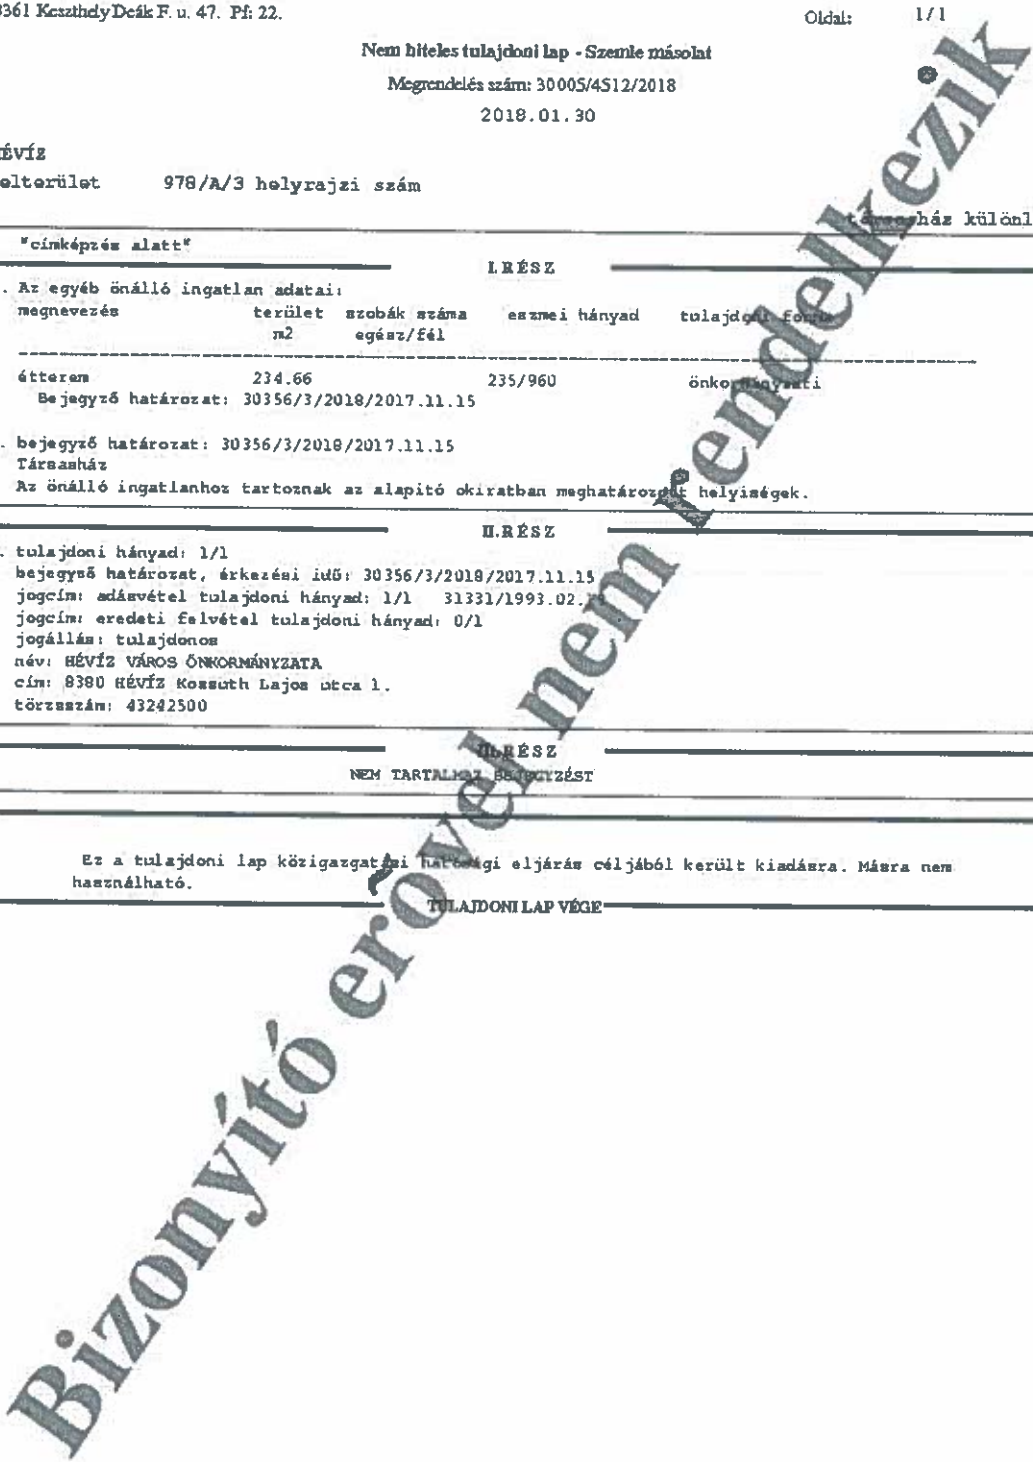 8361 Keszthely Deák F. u. 47. Pf: 22.
Oldal: 1/1
Nem hiteles tulajdoni lap - Szemle másolat
Megrendelés szám: 30005/4512/2018
2018.01.30
HÉVÍZ
Belterület 978/A/3 helyrajzi szám
társasház különl
"címképzés alatt"
I.RÉSZ
. Az egyéb önálló ingatlan adatai:
megnevezés terület szobák száma eszmei hányad tulajdoni forma
m2 egész/fél
étterem 234.66 235/960 önkormányzati
Bejegyző határozat: 30356/3/2018/2017.11.15
. bejegyző határozat: 30356/3/2018/2017.11.15
Társasház
Az önálló ingatlanhoz tartoznak az alapító okiratban meghatározott helyiségek.
II.RÉSZ
. tulajdoni hányad: 1/1
bejegyző határozat, érkezési idő: 30356/3/2018/2017.11.15
jogcím: adásvétel tulajdoni hányad: 1/1 31331/1993.02.
jogcím: eredeti felvétel tulajdoni hányad: 0/1
jogállás: tulajdonos
név: HÉVÍZ VÁROS ÖNKORMÁNYZATA
cím: 8380 HÉVÍZ Kossuth Lajos utca 1.
törzsszám: 43242500
III.RÉSZ
NEM TARTALMAZ BEJEGYZÉST
Ez a tulajdoni lap közigazgatási hatósági eljárás céljából került kiadásra. Másra nem
használható.
TULAJDONI LAP VÉGE
Bizonyító erővel nem rendelkezik